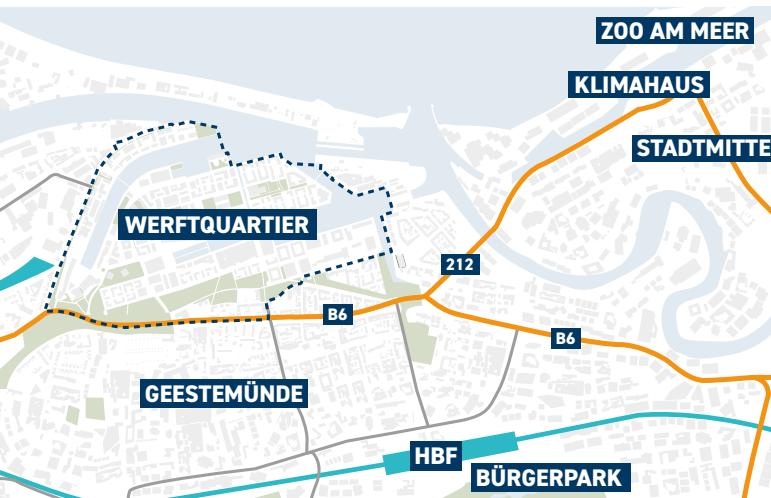 ZOO AM MEER
KLIMAHAUS
STADTMITTE
WERFTQUARTIER
212
B6
B6
GEESTEMÜNDE
HBF
BÜRGERPARK